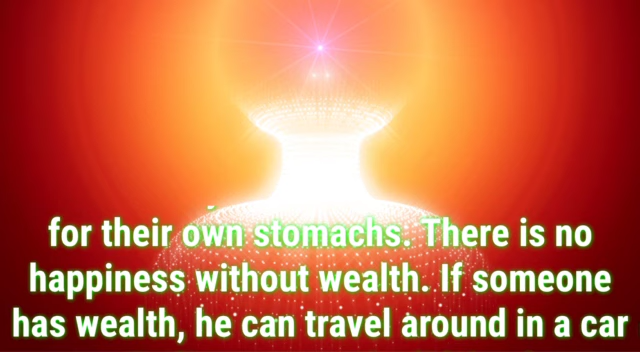 for their own stomachs. There is no
happiness without wealth. If someone
has wealth, he can travel around in a car